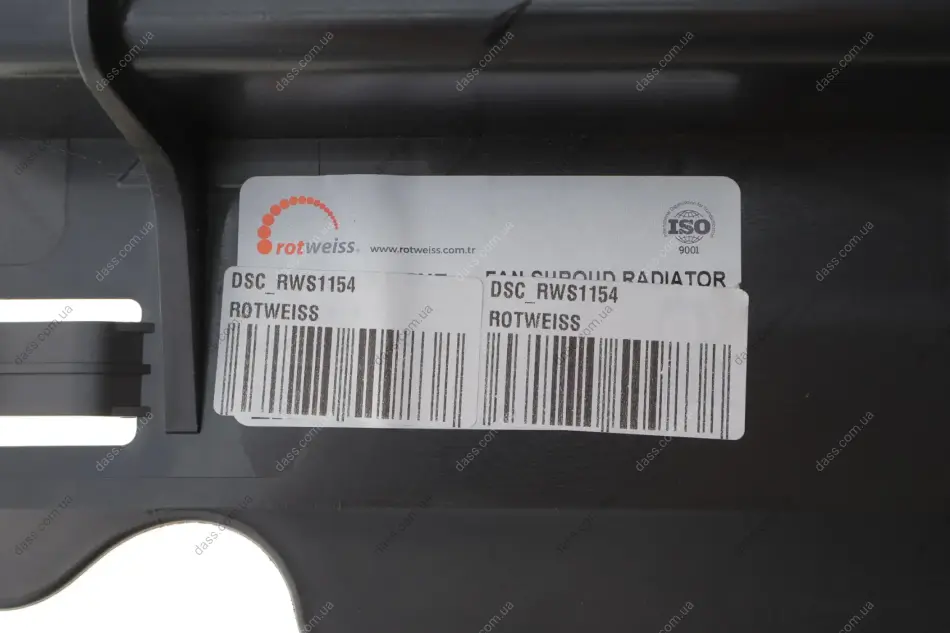 rotweiss
www.rotweiss.com.tr
ISO
9001
FAN SHROUD RADIATOR
DSC_RWS1154
ROTWEISS
DSC_RWS1154
ROTWEISS
dass.com.ua